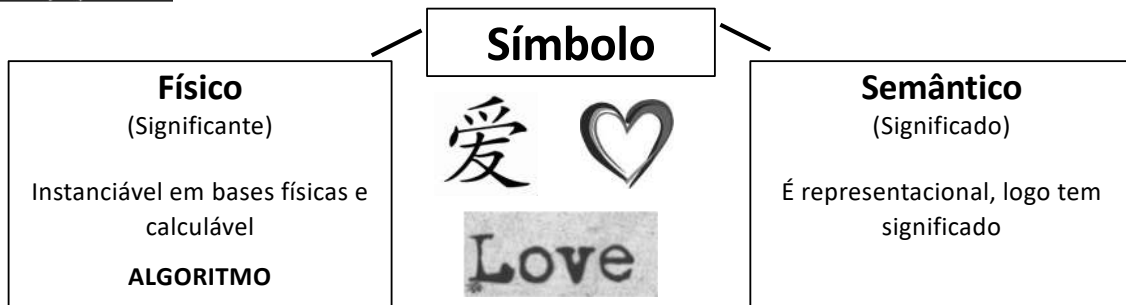 Símbolo
Físico
(Significante)
Instanciável em bases físicas e
calculável
ALGORITMO
爱
Love
Semântico
(Significado)
É representacional, logo tem
significado